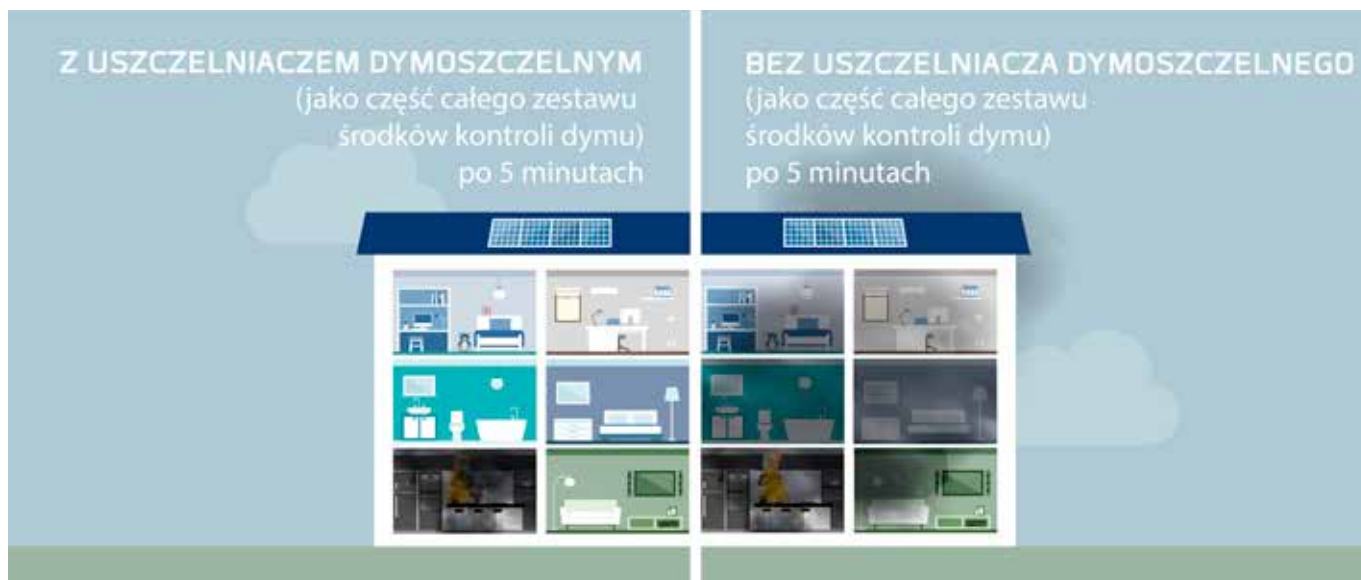 Z USZCZELNIACZEM DYMOSZCZELNYM
(jako część całego zestawu
środków kontroli dymu)
po 5 minutach
BEZ USZCZELNIACZA DYMOSZCZELNEGO
(jako część całego zestawu
środków kontroli dymu)
po 5 minutach